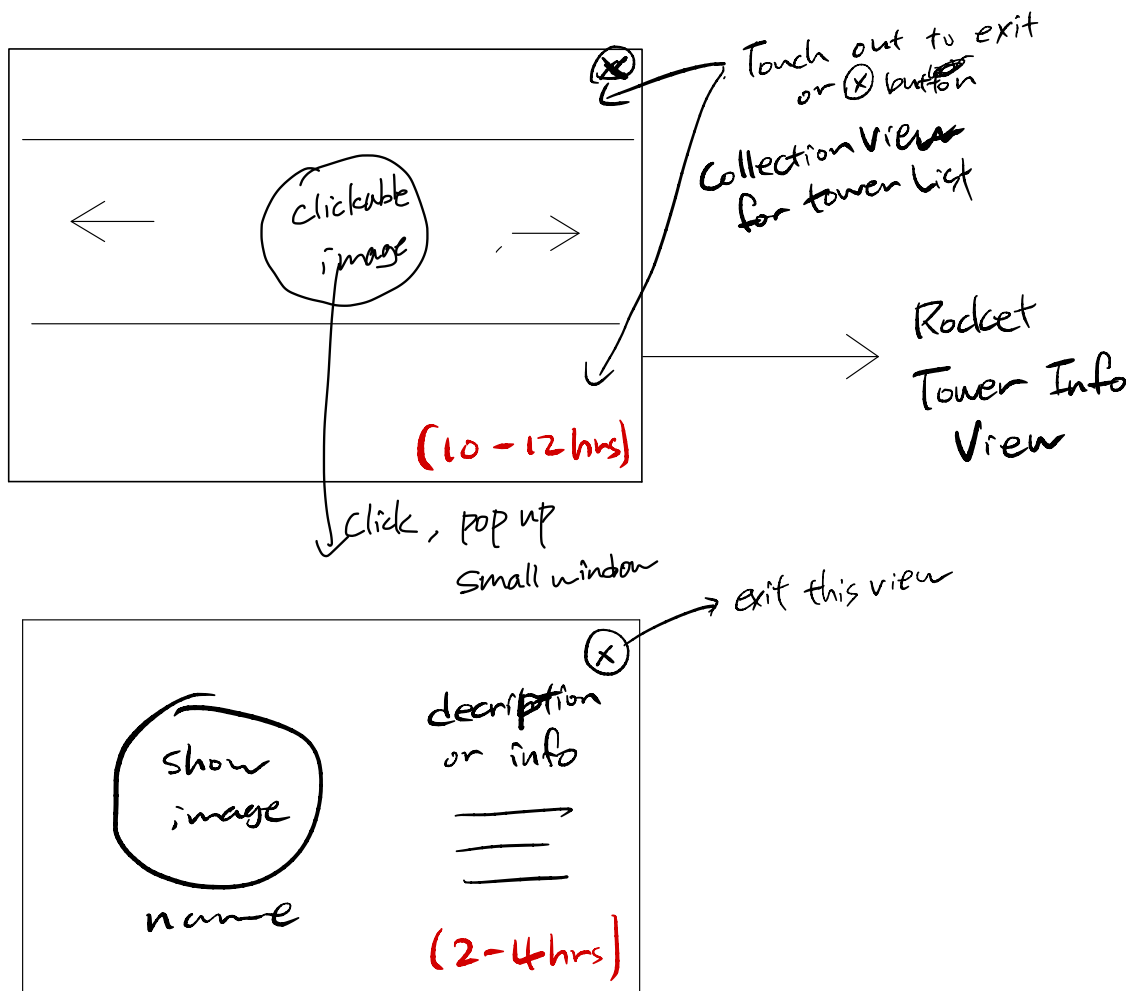 X
Touch out to exit
or X button
Collection View
for tower List
clickable
image
Rocket
Tower Info
View
(10-12hrs)
Click, pop up
small window
exit this view
X
show
image
name
decription
or info
(2-4hrs)